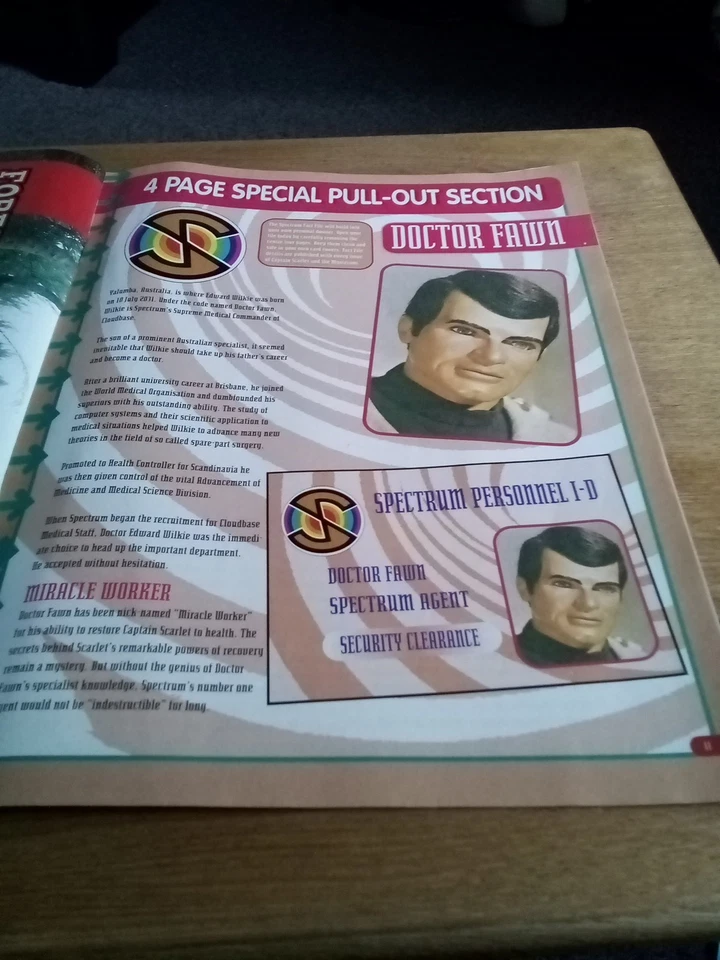 FORT
4 PAGE SPECIAL PULL-OUT SECTION
DOCTOR FAWN
Yalumba, Australia, is where Edward Wilkie was born
on 10 July 2031. Under the code named Doctor Fawn,
Wilkie is Spectrum's Supreme Medical Commander of
Cloudbase.
The son of a prominent Australian specialist, it seemed
inevitable that Wilkie should take up his father's career
and become a doctor.
After a brilliant university career at Brisbane, he joined
the World Medical Organisation and dumbfounded his
superiors with his outstanding ability. The study of
computer systems and their scientific application to
medical situations helped Wilkie to advance many new
theories in the field of so called spare-part surgery.
Promoted to Health Controller for Scandinavia he
was then given control of the vital Advancement of
Medicine and Medical Science Division.
When Spectrum began the recruitment for Cloudbase
Medical Staff, Doctor Edward Wilkie was the immedi-
ate choice to head up the important department.
He accepted without hesitation.
MIRACLE WORKER
Doctor Fawn has been nick named "Miracle Worker"
for his ability to restore Captain Scarlet to health. The
secrets behind Scarlet's remarkable powers of recovery
remain a mystery. But without the genius of Doctor
Fawn's specialist knowledge, Spectrum's number one
gent would not be "indestructible" for long.
SPECTRUM PERSONNEL I-D
DOCTOR FAWN
SPECTRUM AGENT
SECURITY CLEARANCE